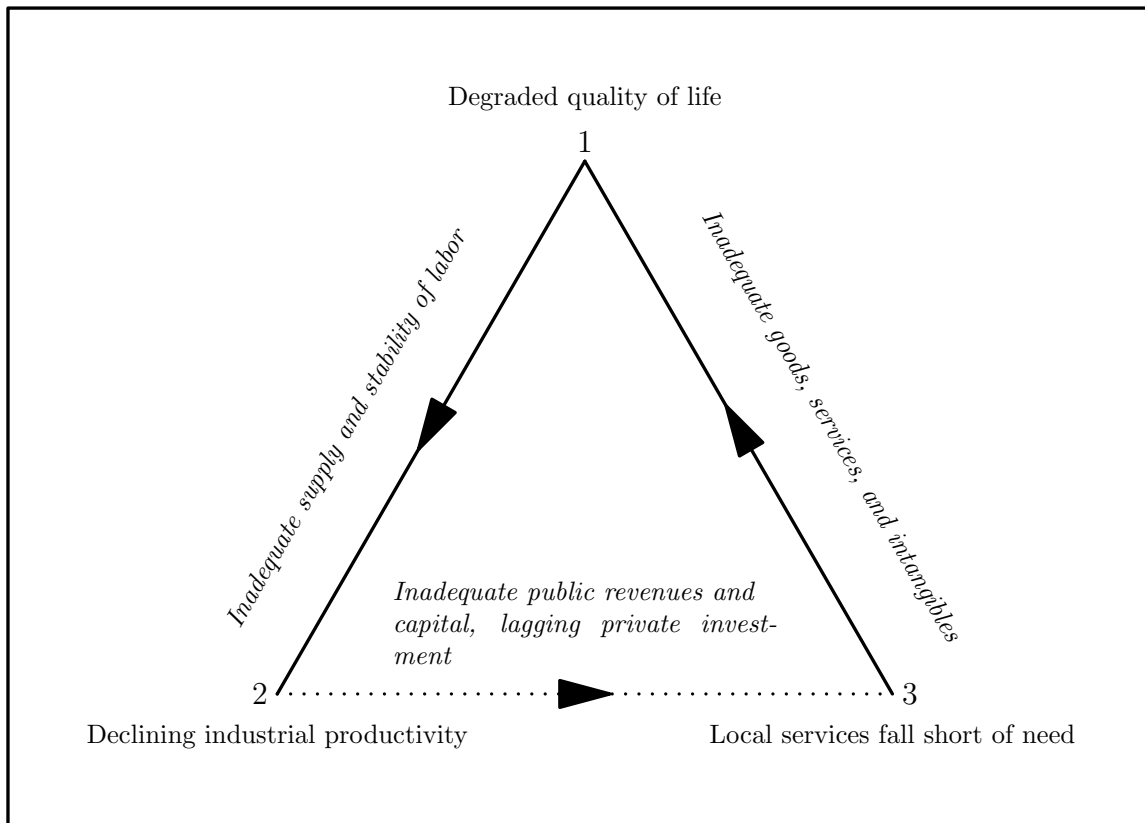 Degraded quality of life
1
Inadequate supply and stability of labor
Inadequate goods, services, and intangibles
Inadequate public revenues and
capital, lagging private invest-
ment
2
3
Declining industrial productivity
Local services fall short of need